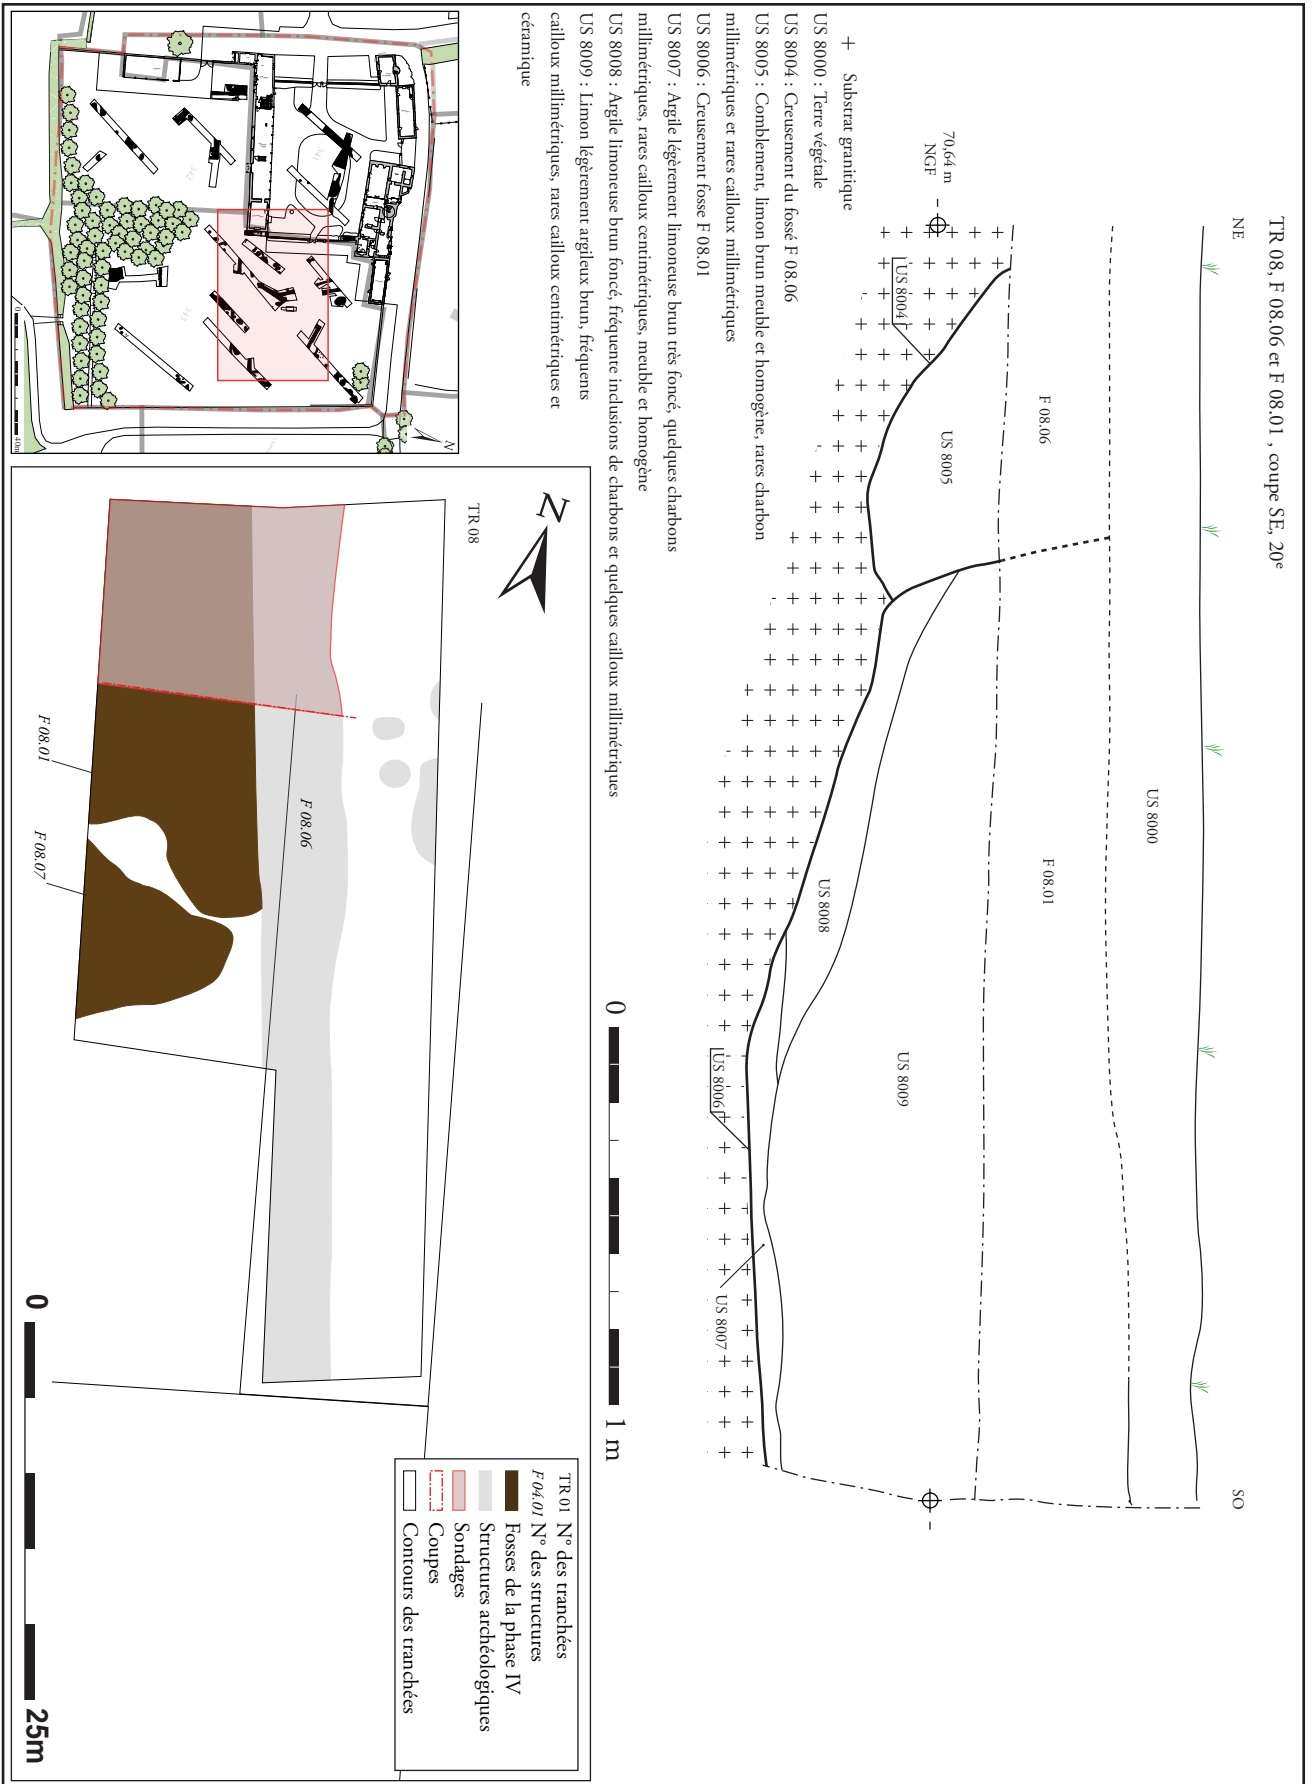 TR 08, F 08.06 et F 08.01 , coupe SE, 20e
NE
SO
70,64 m
NGF
US 8000
F 08.06
F 08.01
US 8004
US 8005
US 8009
US 8008
US 8006
US 8007
+ Substrat granitique
US 8000 : Terre végétale
US 8004 : Creusement du fossé F 08.06
US 8005 : Comblement, limon brun meuble et homogène, rares charbon
millimétriques et rares cailloux millimétriques
US 8006 : Creusement fosse F 08.01
US 8007 : Argile légèrement limoneuse brun très foncé, quelques charbons
millimétriques, rares cailloux centimétriques, meuble et homogène
US 8008 : Argile limoneuse brun foncé, fréquente inclusions de charbons et quelques cailloux millimétriques
US 8009 : Limon légèrement argileux brun, fréquents
cailloux millimétriques, rares cailloux centimétriques et
céramique
0
1 m
341
342
343
N
0
40m
TR 08
N
F 08.06
F 08.01
F 08.07
0
25m
TR 01 N° des tranchées
F 04.01 N° des structures
Fosses de la phase IV
Structures archéologiques
Sondages
Coupes
Contours des tranchées